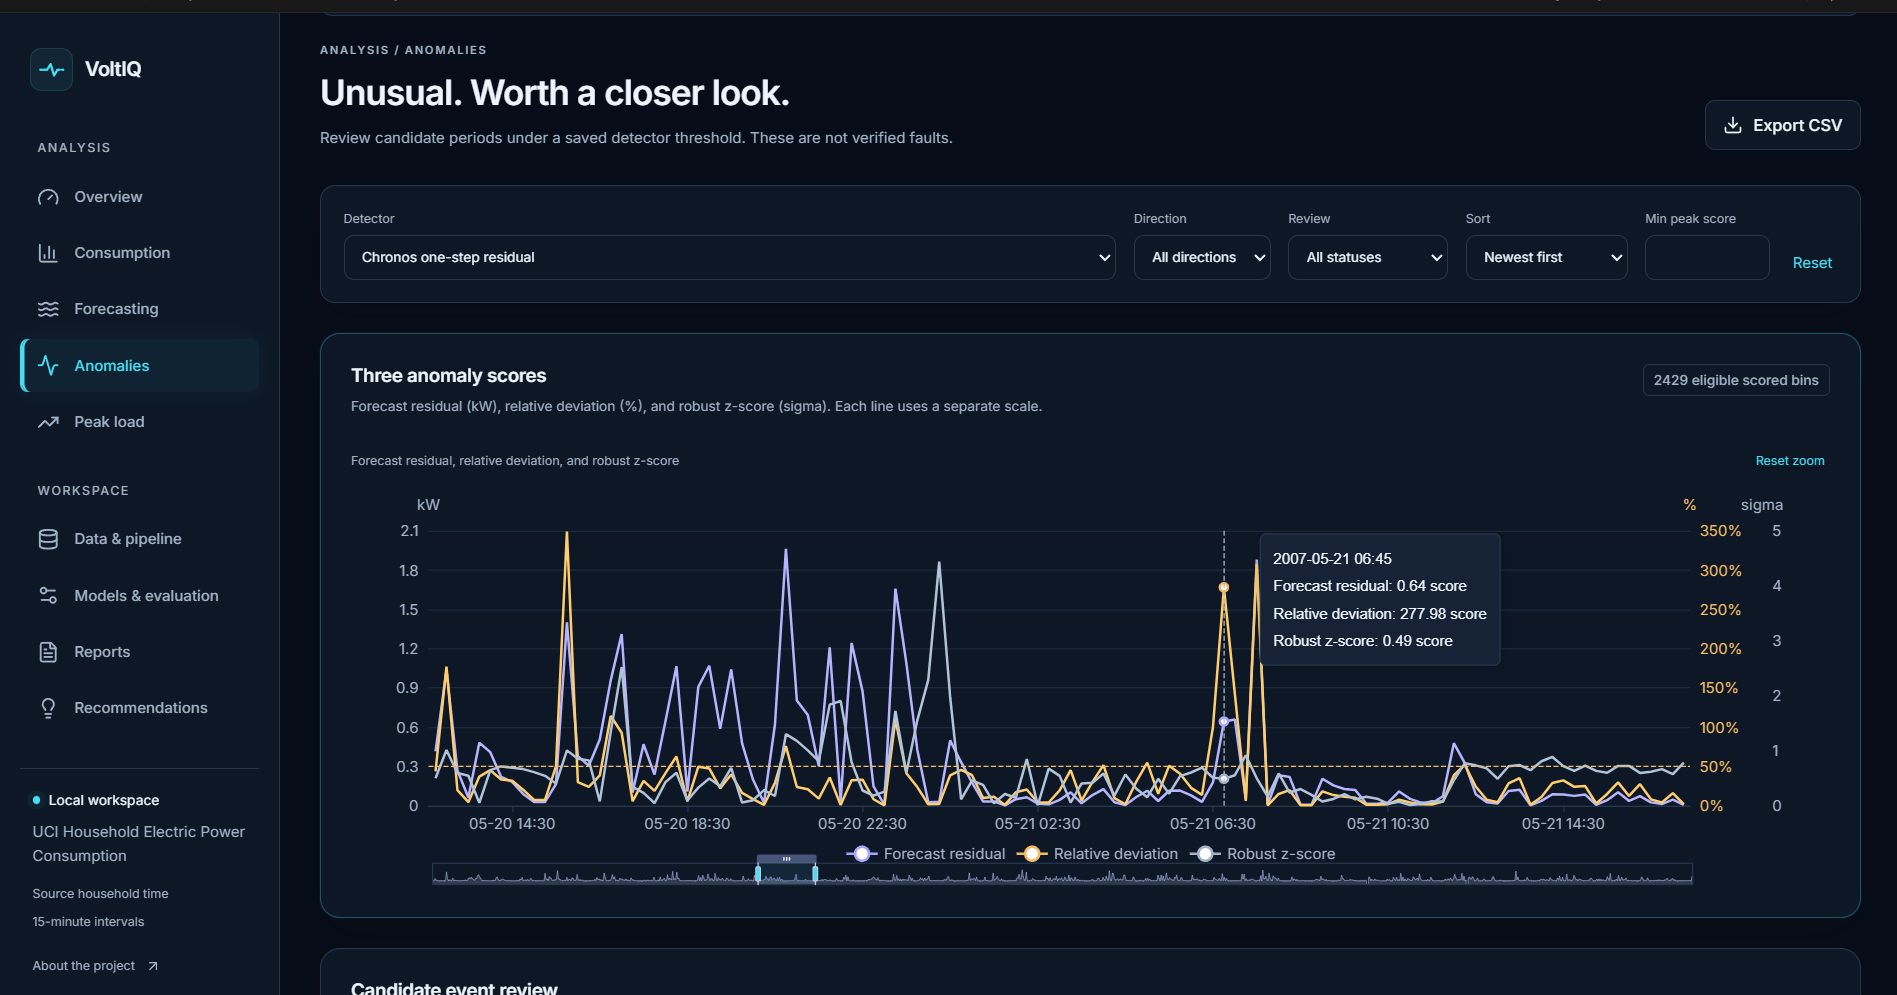 VoltIQ
ANALYSIS
Overview
Consumption
Forecasting
Anomalies
Peak load
WORKSPACE
Data & pipeline
Models & evaluation
Reports
Recommendations
Local workspace
UCI Household Electric Power
Consumption
Source household time
15-minute intervals
About the project
ANALYSIS / ANOMALIES
Unusual. Worth a closer look.
Review candidate periods under a saved detector threshold. These are not verified faults.
Export CSV
Detector
Direction
Review
Sort
Min peak score
Chronos one-step residual
All directions
All statuses
Newest first
Reset
Three anomaly scores
2429 eligible scored bins
Forecast residual (kW), relative deviation (%), and robust z-score (sigma). Each line uses a separate scale.
Forecast residual, relative deviation, and robust z-score
Reset zoom
kW
% sigma
2.1
1.8
1.5
1.2
0.9
0.6
0.3
0
350%
300%
250%
200%
150%
100%
50%
0%
5
4
3
2
1
0
2007-05-21 06:45
Forecast residual: 0.64 score
Relative deviation: 277.98 score
Robust z-score: 0.49 score
05-20 14:30 05-20 18:30 05-20 22:30 05-21 02:30 05-21 06:30 05-21 10:30 05-21 14:30
Forecast residual Relative deviation Robust z-score
Candidate event review